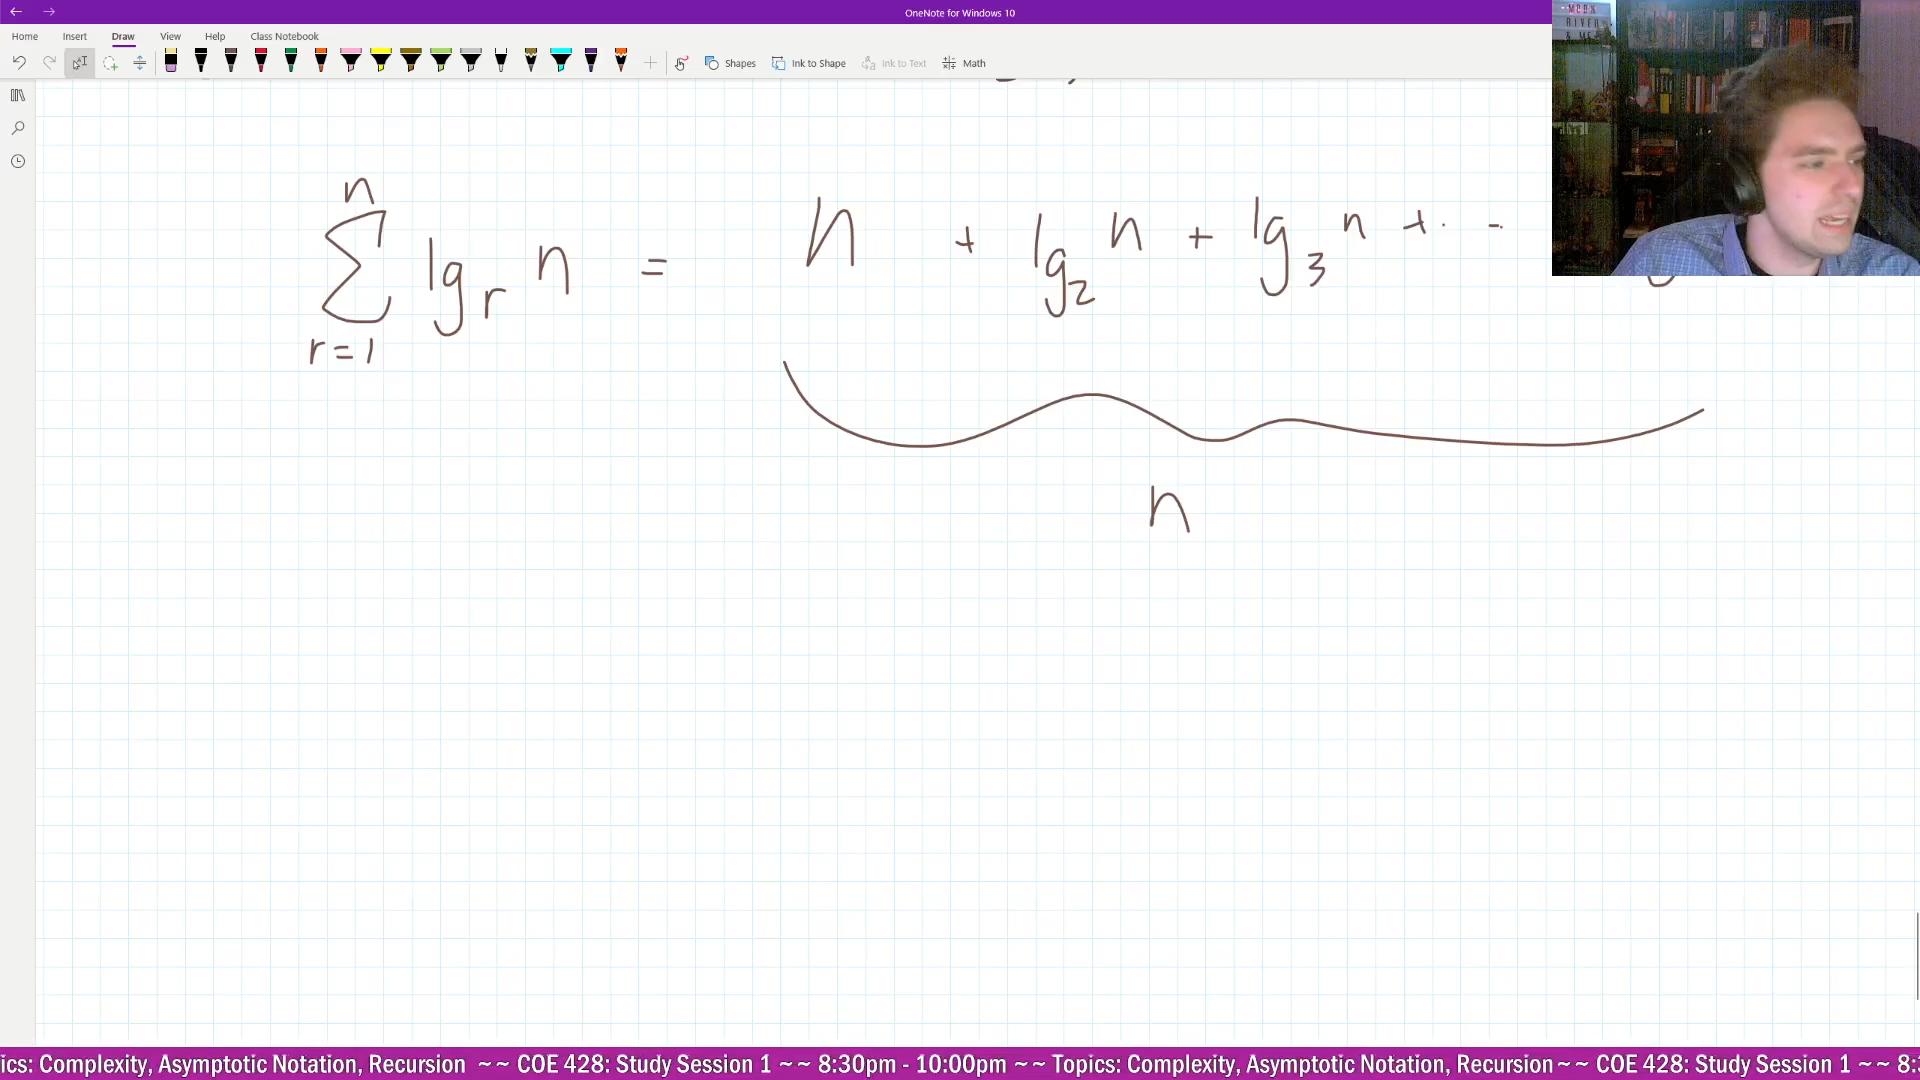 OneNote for Windows 10
Home Insert Draw View Help Class Notebook
Shapes Ink to Shape Ink to Text Math
RIVER
& ME
n
∑ lg_r n = n + lg_2 n + lg_3 n + . . -
r = 1
n
ics: Complexity, Asymptotic Notation, Recursion ~~ COE 428: Study Session 1 ~~ 8:30pm - 10:00pm ~~ Topics: Complexity, Asymptotic Notation, Recursion ~~ COE 428: Study Session 1 ~~ 8: